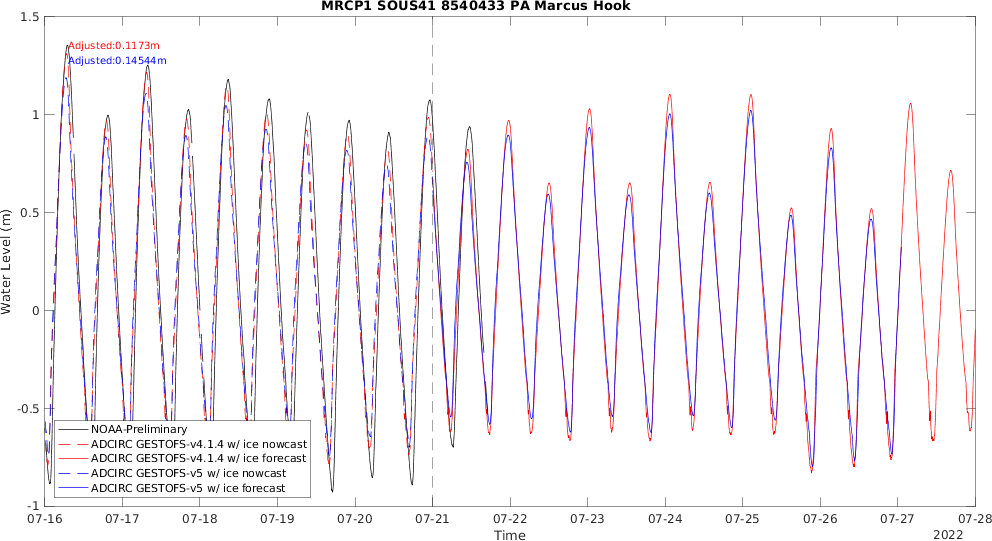 MRCP1 SOUS41 8540433 PA Marcus Hook
Adjusted:0.1173m
Adjusted:0.14544m
1.5
1
0.5
0
-0.5
-1
Water Level (m)
NOAA-Preliminary
ADCIRC GESTOFS-v4.1.4 w/ ice nowcast
ADCIRC GESTOFS-v4.1.4 w/ ice forecast
ADCIRC GESTOFS-v5 w/ ice nowcast
ADCIRC GESTOFS-v5 w/ ice forecast
07-16 07-17 07-18 07-19 07-20 07-21 07-22 07-23 07-24 07-25 07-26 07-27 07-28
Time
2022